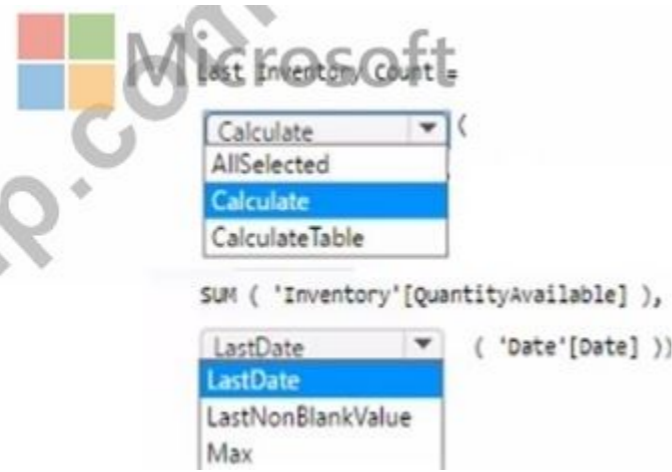 Microsoft
Last Inventory Count =
Calculate (
AllSelected
,
Calculate
CalculateTable
SUM ( 'Inventory'[QuantityAvailable] ),
LastDate ( 'Date'[Date] ))
LastDate
LastNonBlankValue
Max